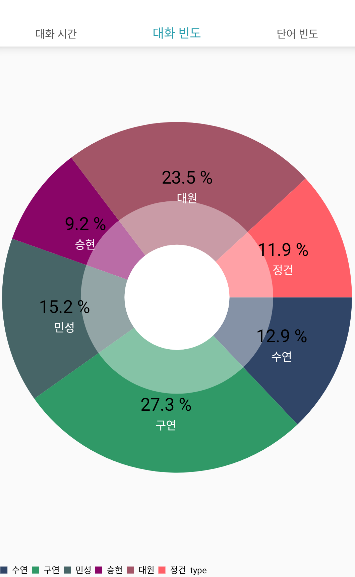 대화 시간 대화 빈도 단어 빈도
23.5 %
대원
9.2 %
승현
11.9 %
정건
15.2 %
민성
12.9 %
수연
27.3 %
구연
수연 구연 민성 승현 대원 정건 type